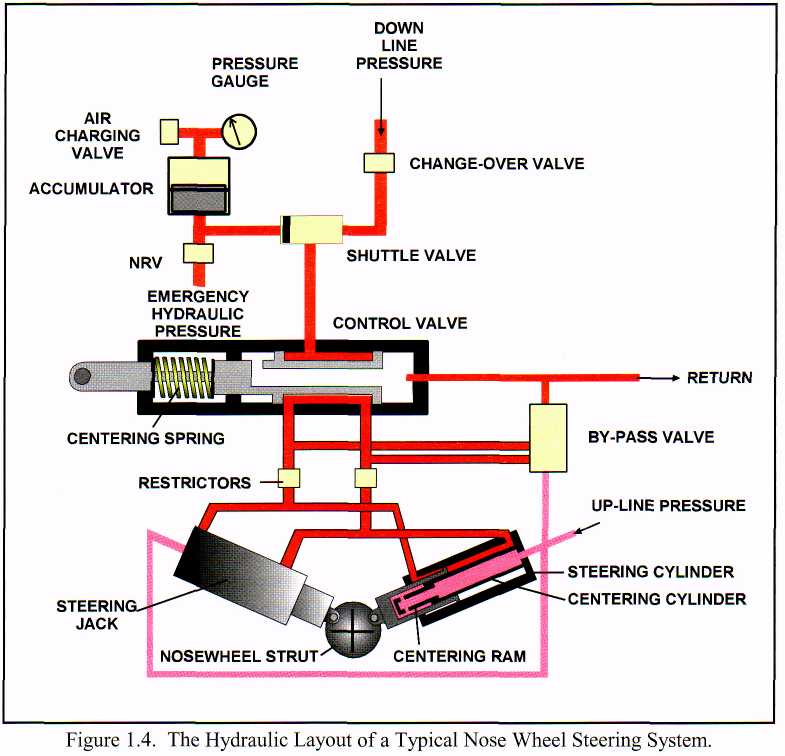 DOWN
LINE
PRESSURE
PRESSURE
GAUGE
AIR
CHARGING
VALVE
CHANGE-OVER VALVE
ACCUMULATOR
SHUTTLE VALVE
NRV
EMERGENCY
HYDRAULIC
PRESSURE
CONTROL VALVE
RETURN
CENTERING SPRING
BY-PASS VALVE
RESTRICTORS
UP-LINE PRESSURE
STEERING CYLINDER
CENTERING CYLINDER
STEERING
JACK
NOSEWHEEL STRUT
CENTERING RAM
Figure 1.4. The Hydraulic Layout of a Typical Nose Wheel Steering System.